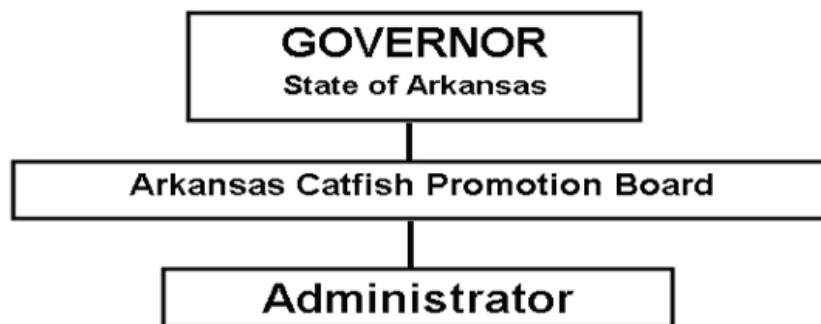 GOVERNOR
State of Arkansas
Arkansas Catfish Promotion Board
Administrator